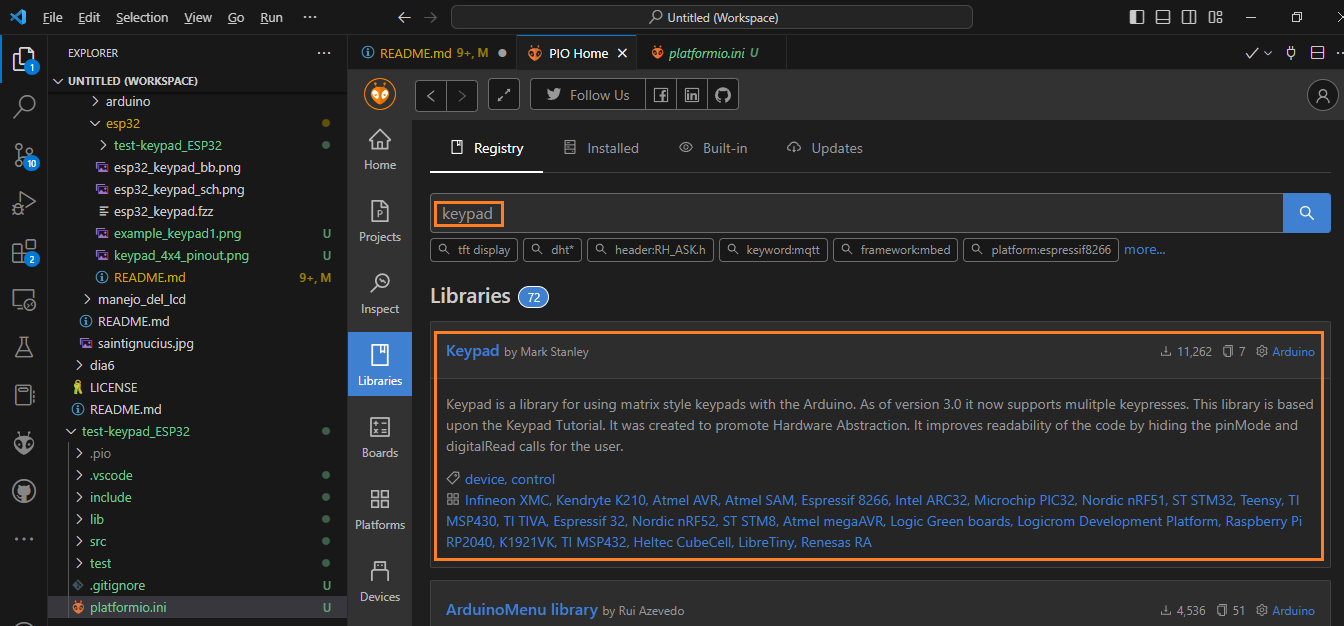 File Edit Selection View Go Run ··· Untitled (Workspace)
EXPLORER ···
README.md 9+, M
PIO Home
platformio.ini U
UNTITLED (WORKSPACE)
arduino
esp32
test-keypad_ESP32
esp32_keypad_bb.png
esp32_keypad_sch.png
esp32_keypad.fzz
example_keypad1.png U
keypad_4x4_pinout.png U
README.md 9+, M
manejo_del_lcd
README.md
saintignucius.jpg
dia6
LICENSE
README.md
test-keypad_ESP32
.pio
.vscode
include
lib
src
test
.gitignore U
platformio.ini U
1
10
2
Home
Projects
Inspect
Libraries
Boards
Platforms
Devices
Follow Us
Registry Installed Built-in Updates
keypad
tft display dht* header:RH_ASK.h keyword:mqtt framework:mbed platform:espressif8266 more...
Libraries 72
Keypad by Mark Stanley 11,262 7 Arduino
Keypad is a library for using matrix style keypads with the Arduino. As of version 3.0 it now supports mulitple keypresses. This library is based
upon the Keypad Tutorial. It was created to promote Hardware Abstraction. It improves readability of the code by hiding the pinMode and
digitalRead calls for the user.
device, control
Infineon XMC, Kendryte K210, Atmel AVR, Atmel SAM, Espressif 8266, Intel ARC32, Microchip PIC32, Nordic nRF51, ST STM32, Teensy, TI
MSP430, TI TIVA, Espressif 32, Nordic nRF52, ST STM8, Atmel megaAVR, Logic Green boards, Logicrom Development Platform, Raspberry Pi
RP2040, K1921VK, TI MSP432, Heltec CubeCell, LibreTiny, Renesas RA
ArduinoMenu library by Rui Azevedo 4,536 51 Arduino